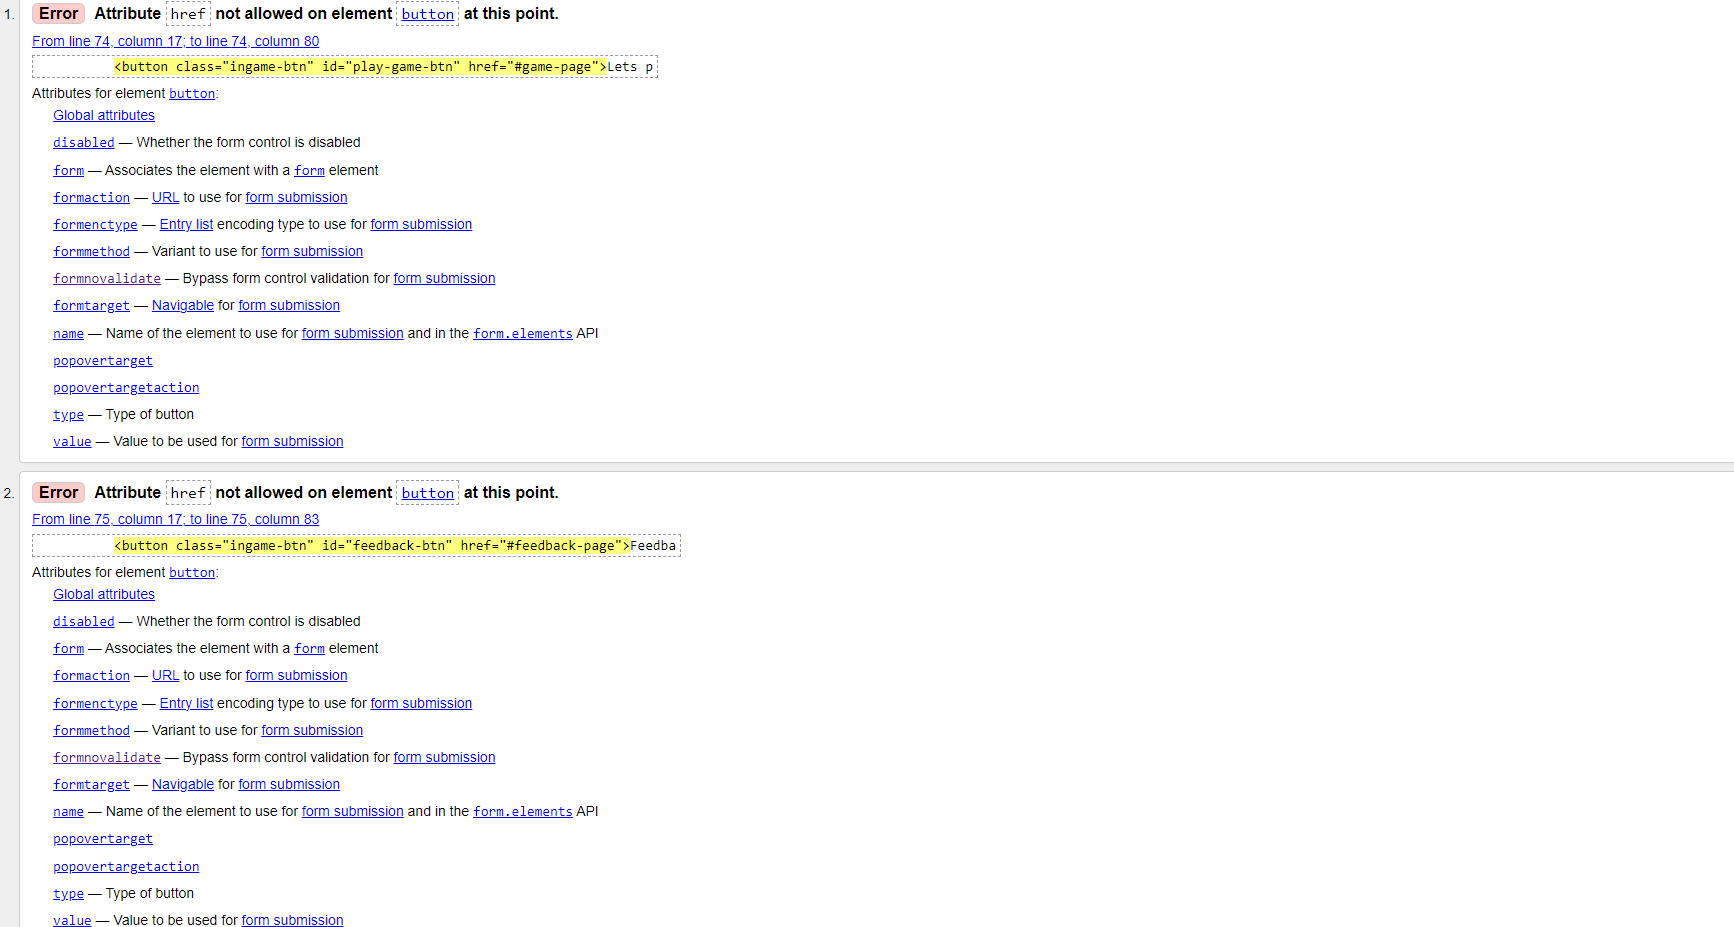 1. Error Attribute href not allowed on element button at this point.
From line 74, column 17; to line 74, column 80
<button class="ingame-btn" id="play-game-btn" href="#game-page">Lets p
Attributes for element button:
Global attributes
disabled — Whether the form control is disabled
form — Associates the element with a form element
formaction — URL to use for form submission
formenctype — Entry list encoding type to use for form submission
formmethod — Variant to use for form submission
formnovalidate — Bypass form control validation for form submission
formtarget — Navigable for form submission
name — Name of the element to use for form submission and in the form.elements API
popovertarget
popovertargetaction
type — Type of button
value — Value to be used for form submission
2. Error Attribute href not allowed on element button at this point.
From line 75, column 17; to line 75, column 83
<button class="ingame-btn" id="feedback-btn" href="#feedback-page">Feedba
Attributes for element button:
Global attributes
disabled — Whether the form control is disabled
form — Associates the element with a form element
formaction — URL to use for form submission
formenctype — Entry list encoding type to use for form submission
formmethod — Variant to use for form submission
formnovalidate — Bypass form control validation for form submission
formtarget — Navigable for form submission
name — Name of the element to use for form submission and in the form.elements API
popovertarget
popovertargetaction
type — Type of button
value — Value to be used for form submission